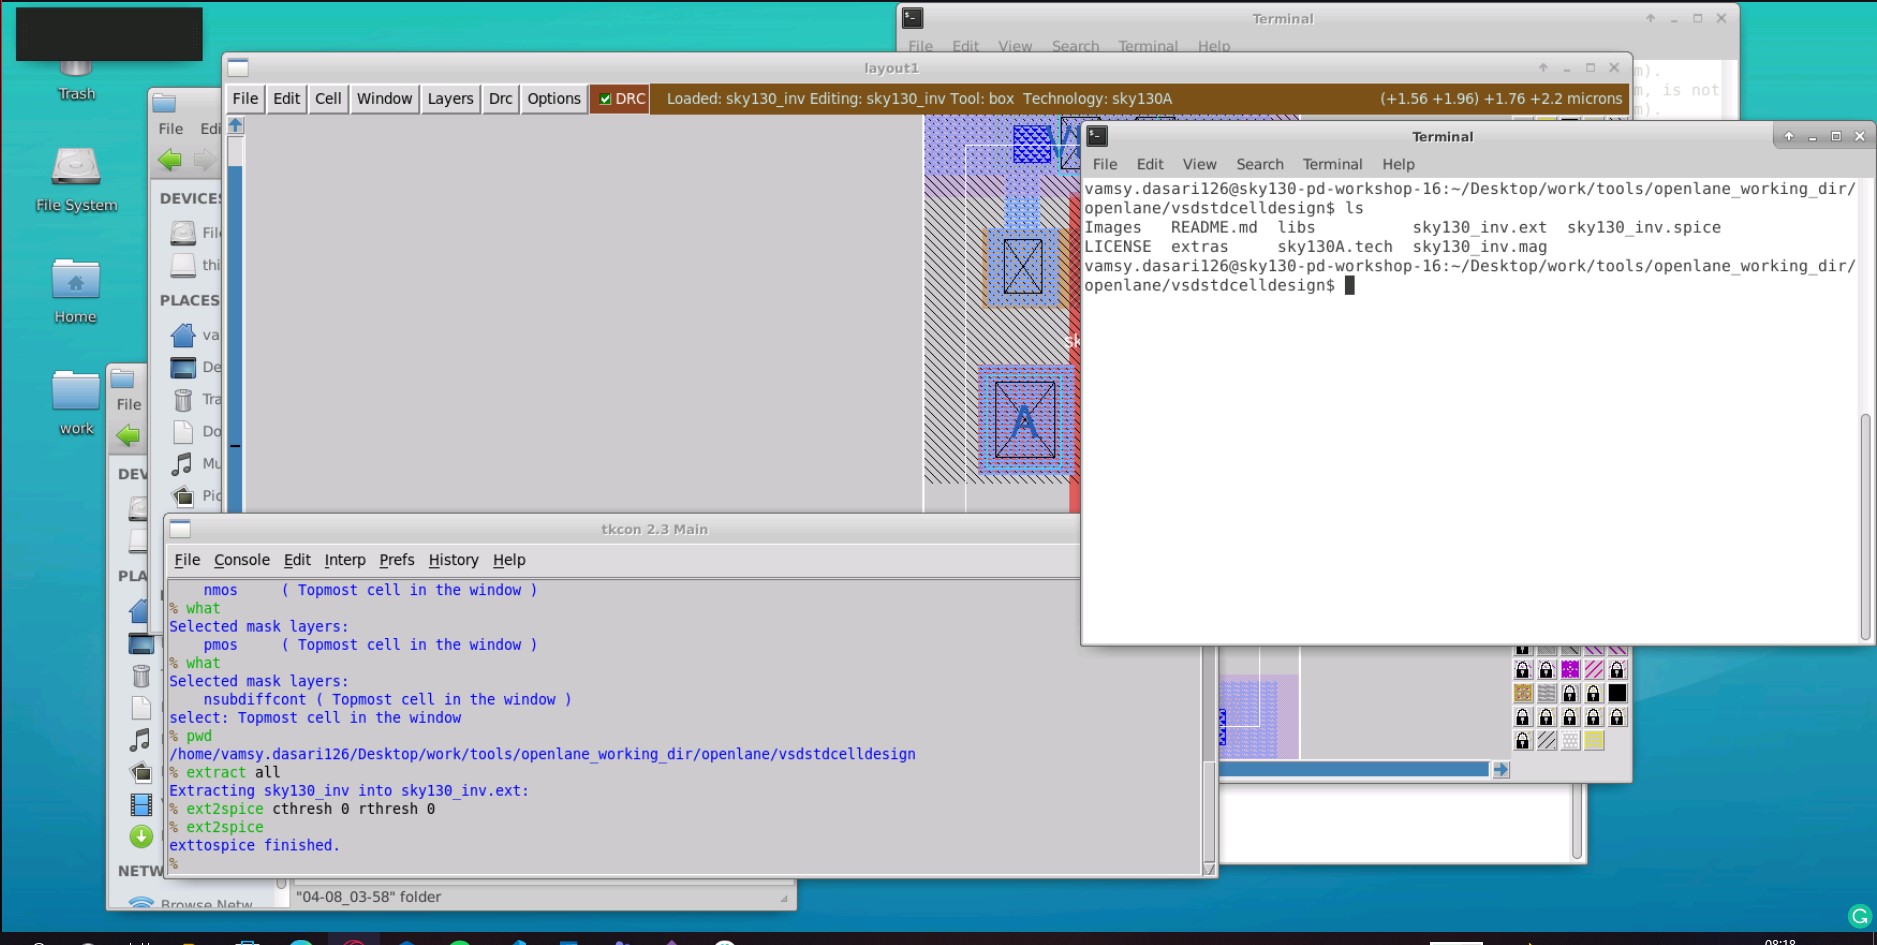 Terminal
File Edit View Search Terminal Help
m).
m, is not
m).
layout1
File Edit Cell Window Layers Drc Options DRC Loaded: sky130_inv Editing: sky130_inv Tool: box Technology: sky130A (+1.56 +1.96) +1.76 +2.2 microns
A
sk
Terminal
File Edit View Search Terminal Help
vamsy.dasari126@sky130-pd-workshop-16:~/Desktop/work/tools/openlane_working_dir/
openlane/vsdstdcelldesign$ ls
Images README.md libs sky130_inv.ext sky130_inv.spice
LICENSE extras sky130A.tech sky130_inv.mag
vamsy.dasari126@sky130-pd-workshop-16:~/Desktop/work/tools/openlane_working_dir/
openlane/vsdstdcelldesign$
Trash
File System
Home
work
File Edi
DEVICES
Fil
thi
PLACES
va
De
Tra
Do
Mu
Pic
File
DEV
PLA
NETW
Browse Netw
"04-08_03-58" folder
tkcon 2.3 Main
File Console Edit Interp Prefs History Help
nmos ( Topmost cell in the window )
% what
Selected mask layers:
pmos ( Topmost cell in the window )
% what
Selected mask layers:
nsubdiffcont ( Topmost cell in the window )
select: Topmost cell in the window
% pwd
/home/vamsy.dasari126/Desktop/work/tools/openlane_working_dir/openlane/vsdstdcelldesign
% extract all
Extracting sky130_inv into sky130_inv.ext:
% ext2spice cthresh 0 rthresh 0
% ext2spice
exttospice finished.
%
08:18